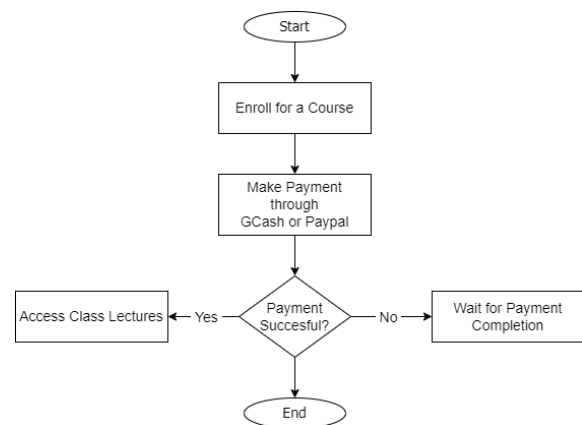 Start
Enroll for a Course
Make Payment
through
GCash or Paypal
Payment
Succesful?
Yes
No
Access Class Lectures
Wait for Payment
Completion
End